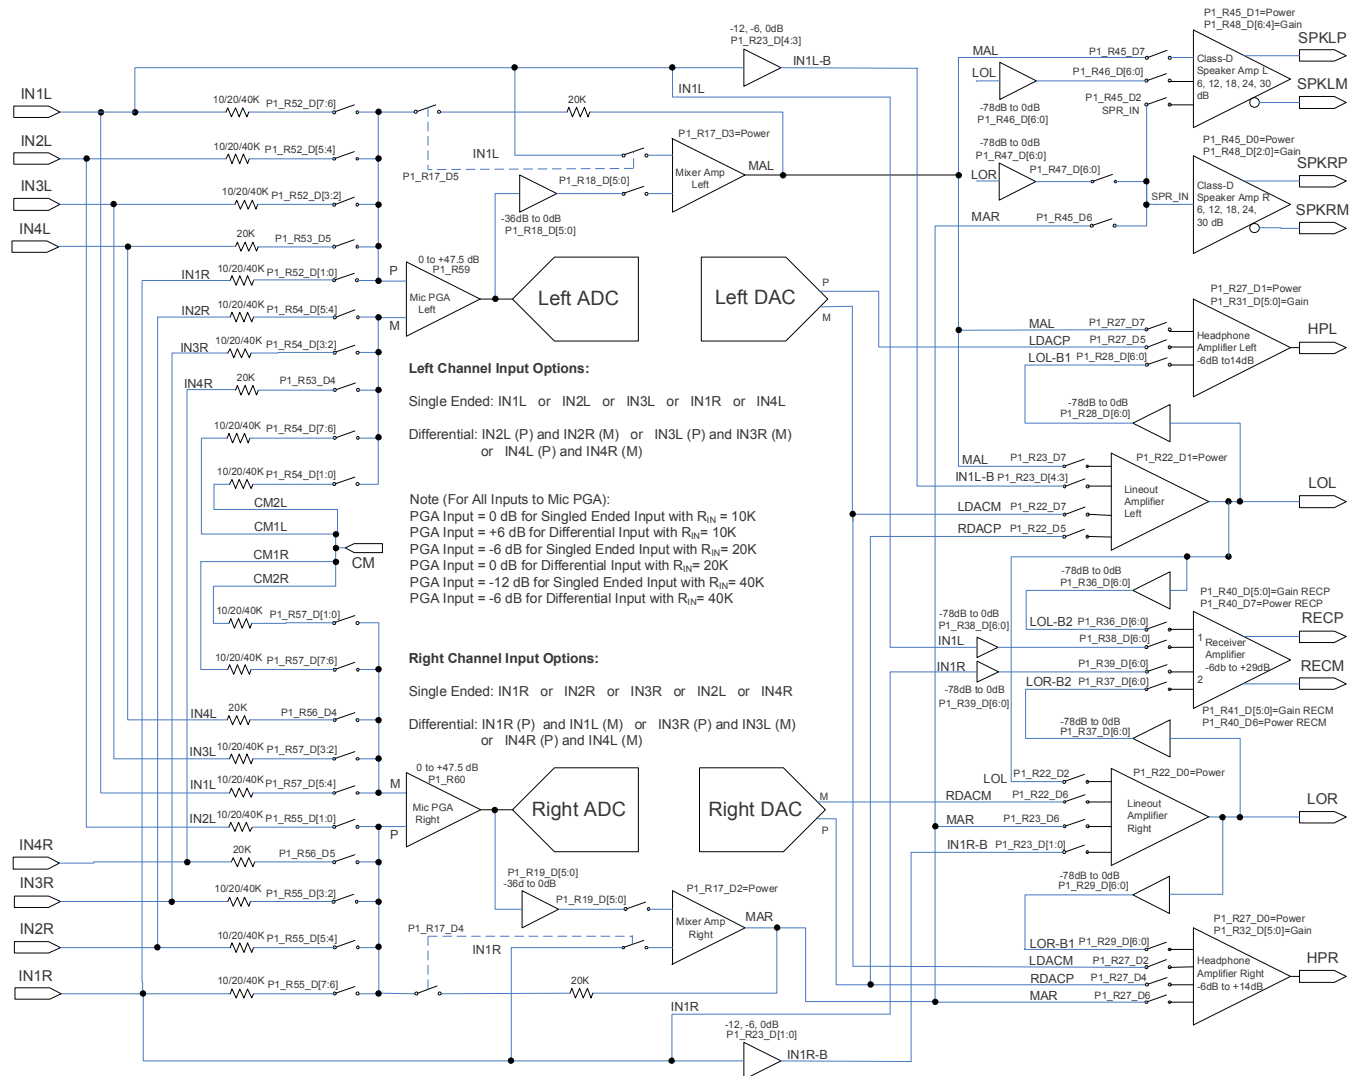 P1_R45_D1=Power
P1_R48_D[6:4]=Gain
-12, -6, 0dB
P1_R23_D[4:3]
IN1L-B
MAL
P1_R45_D7
SPKLP
LOL
P1_R46_D[6:0]
Class-D
Speaker Amp L
6, 12, 18, 24, 30
dB
IN1L
-78dB to 0dB
P1_R46_D[6:0]
P1_R45_D2
SPR_IN
SPKLM
IN1L
10/20/40K
P1_R52_D[7:6]
20K
P1_R17_D3=Power
-78dB to 0dB
P1_R47_D[6:0]
P1_R45_D0=Power
P1_R48_D[2:0]=Gain
IN2L
10/20/40K
P1_R52_D[5:4]
IN1L
P1_R17_D5
Mixer Amp
Left
MAL
LOR
P1_R47_D[6:0]
SPKRP
IN3L
10/20/40K
P1_R52_D[3:2]
P1_R18_D[5:0]
-36dB to 0dB
P1_R18_D[5:0]
SPR_IN
Class-D
Speaker Amp R
6, 12, 18, 24,
30 dB
MAR
P1_R45_D6
SPKRM
IN4L
20K
P1_R53_D5
IN1R
10/20/40K
P1_R52_D[1:0]
P
0 to +47.5 dB
P1_R59
Mic PGA
Left
M
Left ADC
Left DAC
P
M
IN2R
10/20/40K
P1_R54_D[5:4]
P1_R27_D1=Power
P1_R31_D[5:0]=Gain
MAL
P1_R27_D7
LDACP
P1_R27_D5
LOL-B1
P1_R28_D[6:0]
Headphone
Amplifier Left
-6dB to14dB
HPL
IN3R
10/20/40K
P1_R54_D[3:2]
IN4R
20K
P1_R53_D4
Left Channel Input Options:
Single Ended: IN1L or IN2L or IN3L or IN1R or IN4L
Differential: IN2L (P) and IN2R (M) or IN3L (P) and IN3R (M)
or IN4L (P) and IN4R (M)
-78dB to 0dB
P1_R28_D[6:0]
10/20/40K
P1_R54_D[7:6]
10/20/40K
P1_R54_D[1:0]
MAL
P1_R23_D7
P1_R22_D1=Power
IN1L-B
P1_R23_D[4:3]
Lineout
Amplifier
Left
LOL
LDACM
P1_R22_D7
RDACP
P1_R22_D5
CM2L
CM1L
CM
CM1R
CM2R
Note (For All Inputs to Mic PGA):
PGA Input = 0 dB for Singled Ended Input with RIN = 10K
PGA Input = +6 dB for Differential Input with RIN= 10K
PGA Input = -6 dB for Singled Ended Input with RIN= 20K
PGA Input = 0 dB for Differential Input with RIN= 20K
PGA Input = -12 dB for Singled Ended Input with RIN= 40K
PGA Input = -6 dB for Differential Input with RIN= 40K
-78dB to 0dB
P1_R36_D[6:0]
P1_R40_D[5:0]=Gain RECP
P1_R40_D7=Power RECP
10/20/40K
P1_R57_D[1:0]
-78dB to 0dB
P1_R38_D[6:0]
IN1L
LOL-B2
P1_R36_D[6:0]
P1_R38_D[6:0]
1
Receiver
Amplifier
-6db to +29dB
2
RECP
10/20/40K
P1_R57_D[7:6]
Right Channel Input Options:
Single Ended: IN1R or IN2R or IN3R or IN2L or IN4R
Differential: IN1R (P) and IN1L (M) or IN3R (P) and IN3L (M)
or IN4R (P) and IN4L (M)
IN1R
P1_R39_D[6:0]
LOR-B2
P1_R37_D[6:0]
-78dB to 0dB
P1_R39_D[6:0]
RECM
P1_R41_D[5:0]=Gain RECM
P1_R40_D6=Power RECM
IN4L
20K
P1_R56_D4
-78dB to 0dB
P1_R37_D[6:0]
IN3L
10/20/40K
P1_R57_D[3:2]
0 to +47.5 dB
P1_R60
IN1L
10/20/40K
P1_R57_D[5:4]
M
Mic PGA
Right
P
Right ADC
Right DAC
M
P
LOL
P1_R22_D2
P1_R22_D0=Power
RDACM
P1_R22_D6
MAR
P1_R23_D6
IN1R-B
P1_R23_D[1:0]
Lineout
Amplifier
Right
LOR
IN2L
10/20/40K
P1_R55_D[1:0]
IN4R
20K
P1_R56_D5
IN3R
10/20/40K
P1_R55_D[3:2]
P1_R19_D[5:0]
-36d to 0dB
P1_R19_D[5:0]
P1_R17_D2=Power
-78dB to 0dB
P1_R29_D[6:0]
IN2R
10/20/40K
P1_R55_D[5:4]
P1_R17_D4
IN1R
Mixer Amp
Right
MAR
P1_R27_D0=Power
P1_R32_D[5:0]=Gain
LOR-B1
P1_R29_D[6:0]
LDACM
P1_R27_D2
RDACP
P1_R27_D4
MAR
P1_R27_D6
Headphone
Amplifier Right
-6dB to +14dB
HPR
IN1R
10/20/40K
P1_R55_D[7:6]
20K
IN1R
-12, -6, 0dB
P1_R23_D[1:0]
IN1R-B